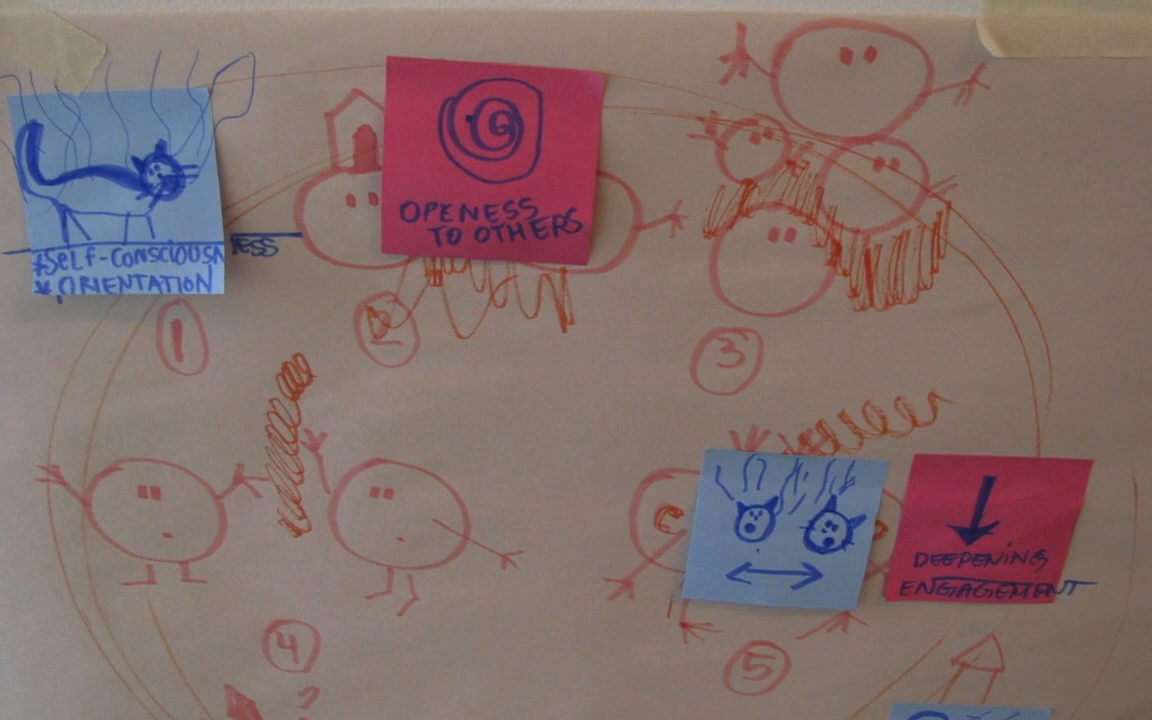 *SELF-CONSCIOUSNESS
* ORIENTATION
OPENESS
TO OTHERS
1
2
3
4
?
5
DEEPENING
ENGAGEMENT